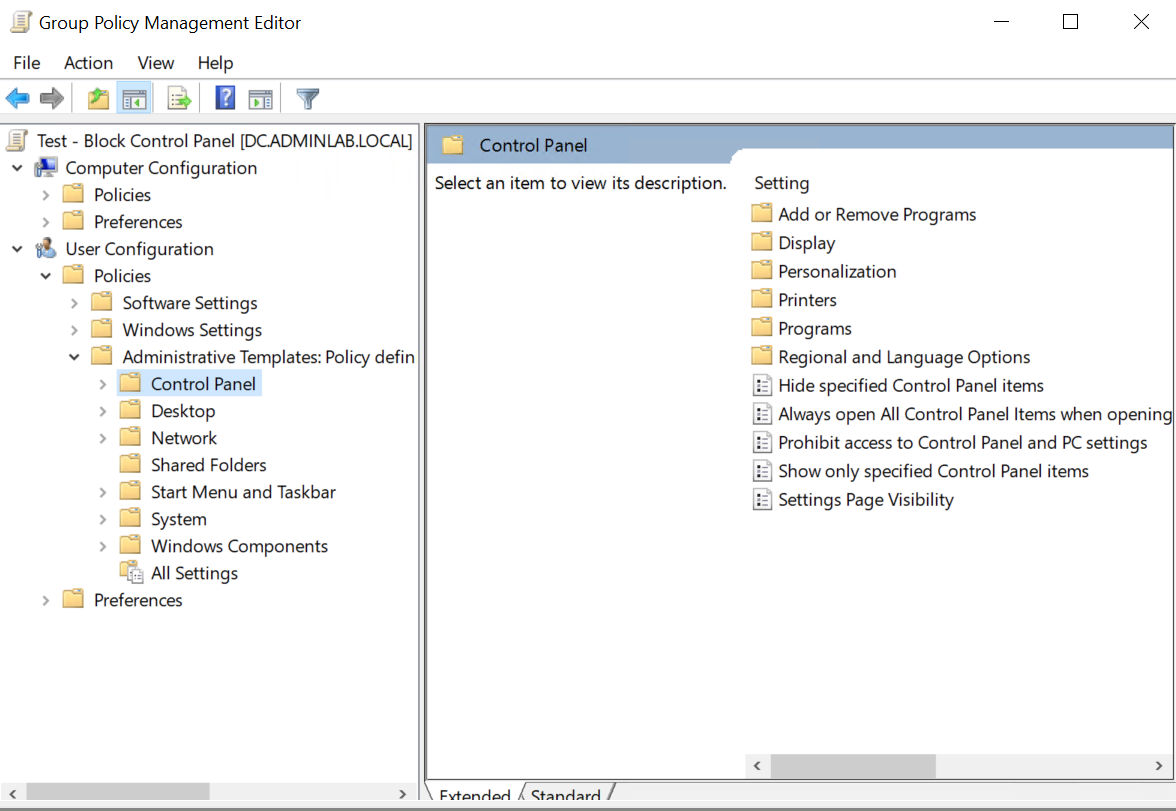 Group Policy Management Editor
File Action View Help
Test - Block Control Panel [DC.ADMINLAB.LOCAL]
Computer Configuration
Policies
Preferences
User Configuration
Policies
Software Settings
Windows Settings
Administrative Templates: Policy defin
Control Panel
Desktop
Network
Shared Folders
Start Menu and Taskbar
System
Windows Components
All Settings
Preferences
Control Panel
Select an item to view its description.
Setting
Add or Remove Programs
Display
Personalization
Printers
Programs
Regional and Language Options
Hide specified Control Panel items
Always open All Control Panel Items when opening
Prohibit access to Control Panel and PC settings
Show only specified Control Panel items
Settings Page Visibility
Extended Standard